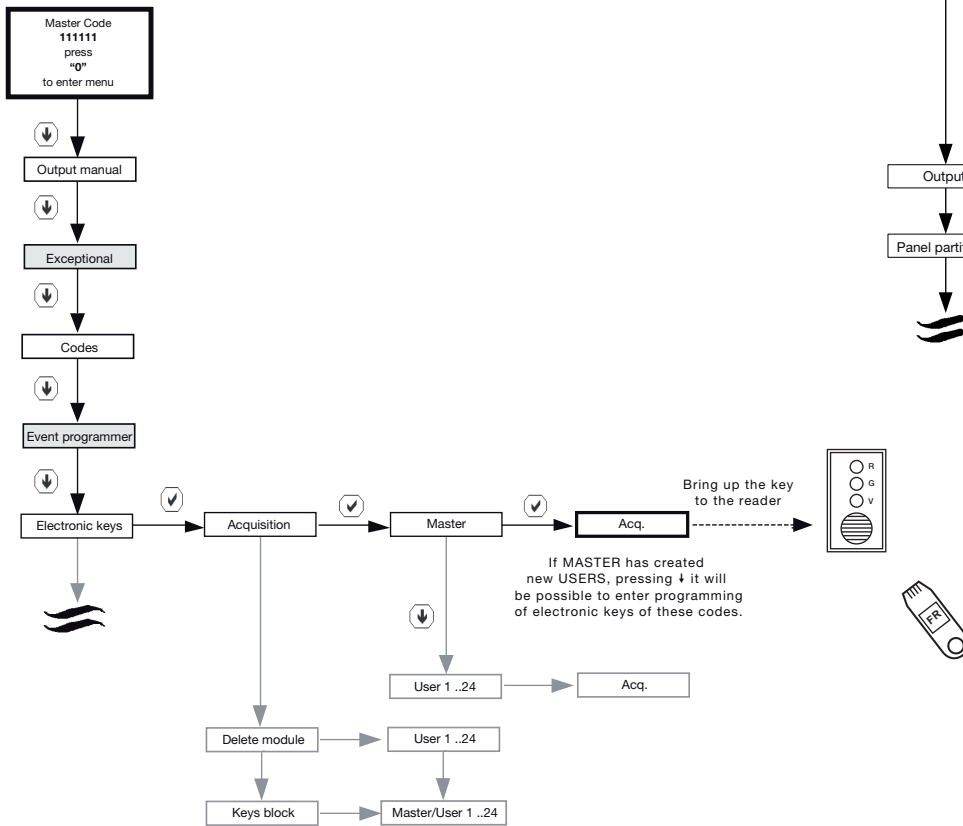 Master Code
111111
press
“0”
to enter menu
Output manual
Exceptional
Codes
Event programmer
Electronic keys
Acquisition
Master
Acq.
Bring up the key
to the reader
R
G
V
If MASTER has created
new USERS, pressing ↓ it will
be possible to enter programming
of electronic keys of these codes.
FR
User 1 ..24
Acq.
Delete module
User 1 ..24
Keys block
Master/User 1 ..24
Output
Panel parti